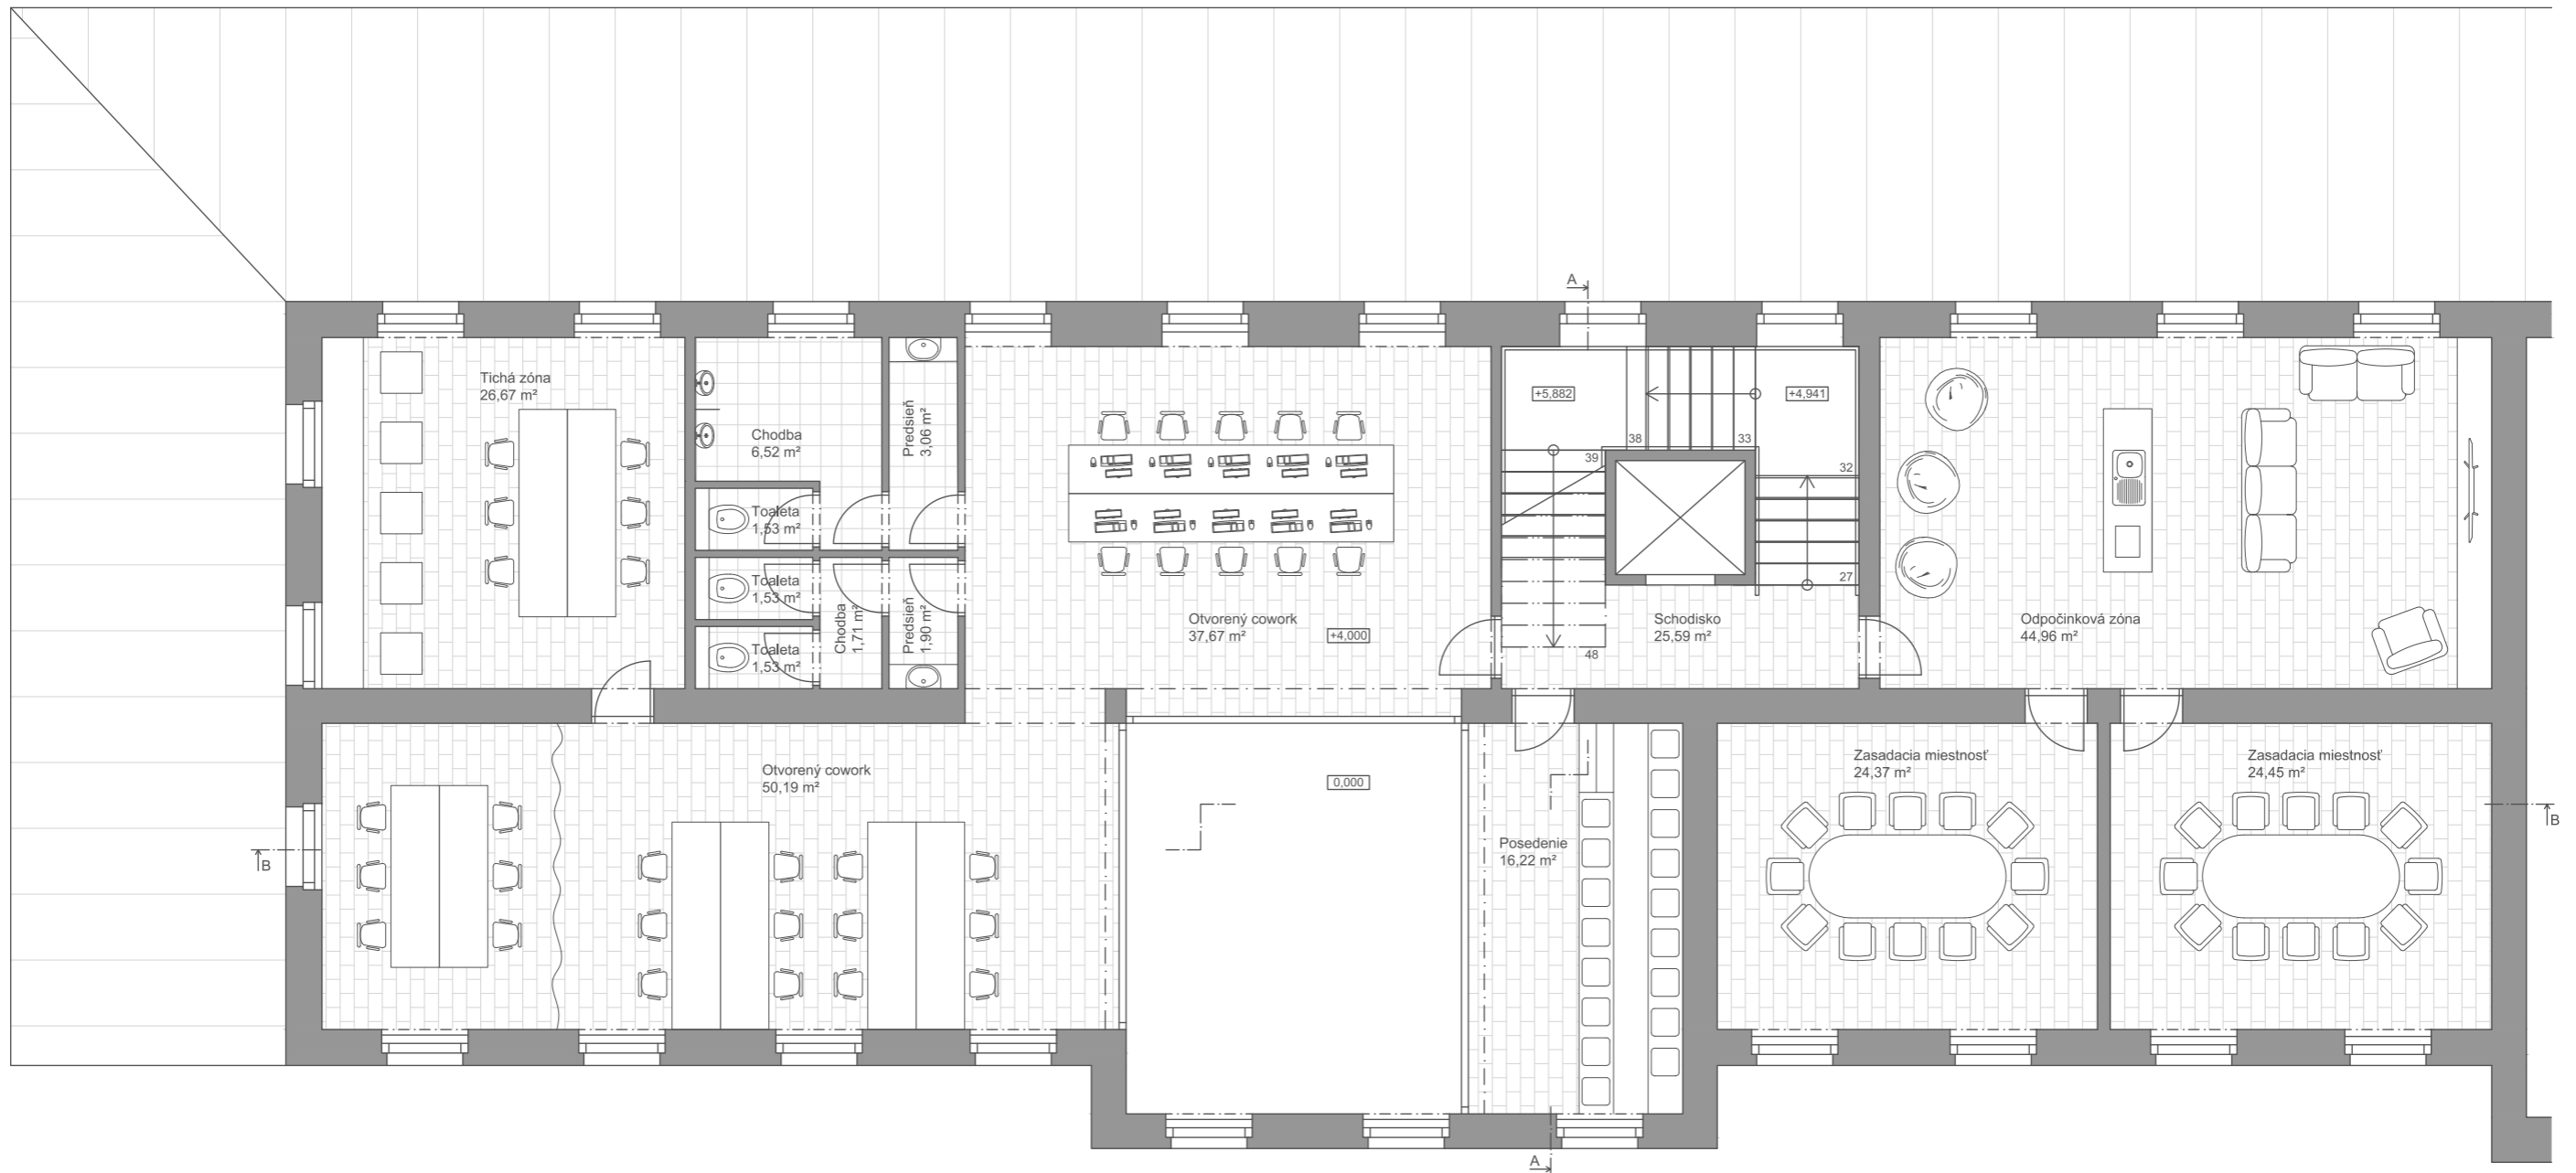 A
Tichá zóna
26,67 m²
Chodba
6,52 m²
Predsieň
3,06 m²
+5,882
+4,941
38
33
39
32
27
48
Toaleta
1,53 m²
Toaleta
1,53 m²
Toaleta
1,53 m²
Chodba
1,71 m²
Predsieň
1,90 m²
Otvorený cowork
37,67 m²
+4,000
Schodisko
25,59 m²
Odpočinková zóna
44,96 m²
Otvorený cowork
50,19 m²
0,000
Posedenie
16,22 m²
Zasadacia miestnosť
24,37 m²
Zasadacia miestnosť
24,45 m²
B
B
A